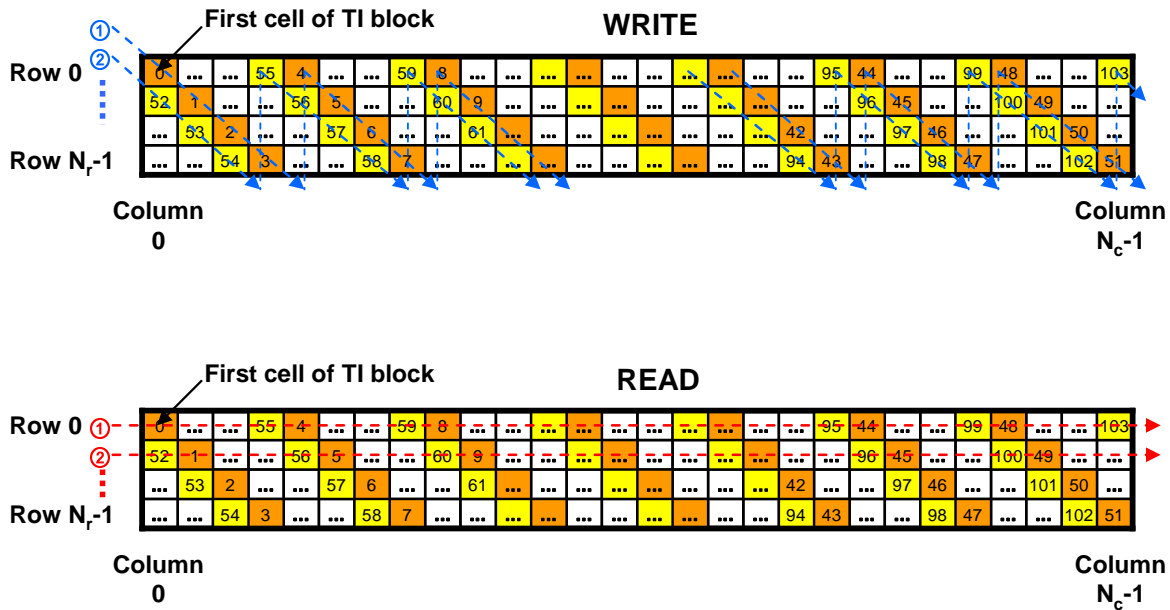 First cell of TI block
WRITE
①
②
Row 0 0 ... ... 55 4 ... ... 59 8 ... ... ... ... ... ... ... ... ... ... 95 44 ... ... 99 48 ... ... 103
52 1 ... ... 56 5 ... ... 60 9 ... ... ... ... ... ... ... ... ... ... 96 45 ... ... 100 49 ... ...
... 53 2 ... ... 57 6 ... ... 61 ... ... ... ... ... ... ... ... 42 ... ... 97 46 ... ... 101 50 ...
Row Nr-1 ... ... 54 3 ... ... 58 7 ... ... ... ... ... ... ... ... ... ... 94 43 ... ... 98 47 ... ... 102 51
Column 0
Column Nc-1
First cell of TI block
READ
Row 0 ① 0 ... ... 55 4 ... ... 59 8 ... ... ... ... ... ... ... ... ... ... 95 44 ... ... 99 48 ... ... 103
② 52 1 ... ... 56 5 ... ... 60 9 ... ... ... ... ... ... ... ... ... ... 96 45 ... ... 100 49 ... ...
... 53 2 ... ... 57 6 ... ... 61 ... ... ... ... ... ... ... ... 42 ... ... 97 46 ... ... 101 50 ...
Row Nr-1 ... ... 54 3 ... ... 58 7 ... ... ... ... ... ... ... ... ... ... 94 43 ... ... 98 47 ... ... 102 51
Column 0
Column Nc-1